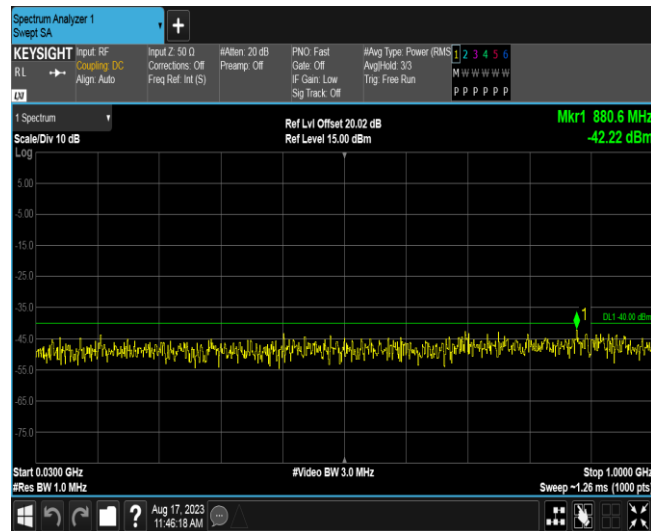 Spectrum Analyzer 1
Swept SA
KEYSIGHT
RL
LXI
Input: RF
Coupling: DC
Align: Auto
Input Z: 50 Ω
Corrections: Off
Freq Ref: Int (S)
#Atten: 20 dB
Preamp: Off
PNO: Fast
Gate: Off
IF Gain: Low
Sig Track: Off
#Avg Type: Power (RMS
Avg|Hold: 3/3
Trig: Free Run
1 2 3 4 5 6
M W W W W W
P P P P P P
1 Spectrum
Scale/Div 10 dB
Log
Ref Lvl Offset 20.02 dB
Ref Level 15.00 dBm
Mkr1 880.6 MHz
-42.22 dBm
5.00
-5.00
-15.0
-25.0
-35.0
1
DL1 -40.00 dBm
-45.0
-55.0
-65.0
-75.0
Start 0.0300 GHz
#Res BW 1.0 MHz
#Video BW 3.0 MHz
Stop 1.0000 GHz
Sweep ~1.26 ms (1000 pts)
?
Aug 17, 2023
11:46:18 AM